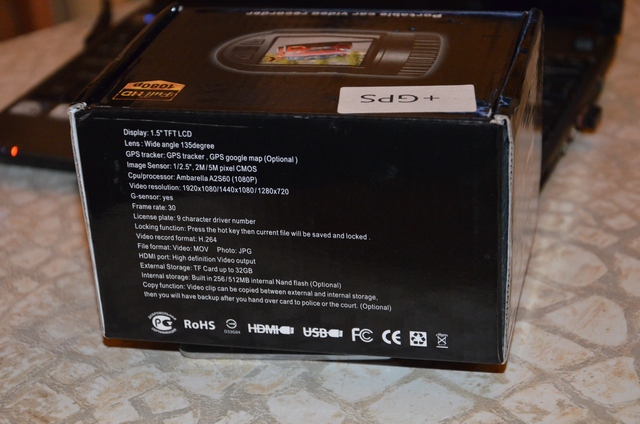 Portable car video recorder
Full HD
1080p
+GPS
Display: 1.5" TFT LCD
Lens : Wide angle 135degree
GPS tracker: GPS tracker , GPS google map (Optional )
Image Sensor: 1/2.5", 2M/5M pixel CMOS
Cpu/processor: Ambarella A2S60 (1080P)
Video resolution: 1920x1080/1440x1080/1280x720
G-sensor: yes
Frame rate: 30
License plate: 9 character driver number
Locking function: Press the hot key then current file will be saved and locked .
Video record format: H.264
File format: Video: MOV   Photo: JPG
HDMI port: High definition Video output
External Storage: TF Card up to 32GB
Internal storage: Built in 256 / 512MB internal Nand flash (Optional)
Copy function: Video clip can be copied between external and internal storage,
then you will have backup after you hand over card to police or the court. (Optional)
PG RoHS HDMI USB FC CE